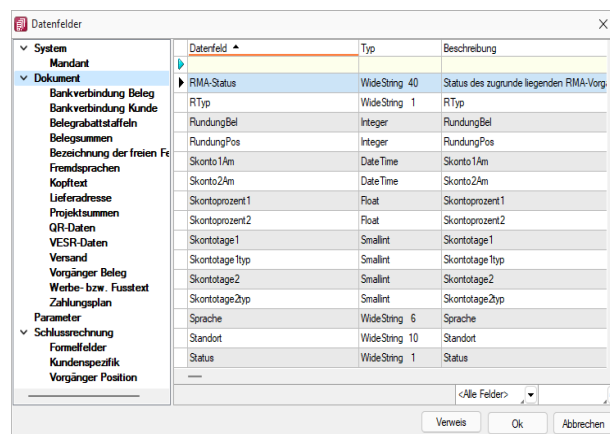 Datenfelder
System
Mandant
Dokument
Bankverbindung Beleg
Bankverbindung Kunde
Belegrabattstaffeln
Belegsummen
Bezeichnung der freien Fe
Fremdsprachen
Kopftext
Lieferadresse
Projektsummen
QR-Daten
VESR-Daten
Versand
Vorgänger Beleg
Werbe- bzw. Fusstext
Zahlungsplan
Parameter
Schlussrechnung
Formelfelder
Kundenspezifik
Vorgänger Position
Datenfeld Typ Beschreibung
RMA-Status WideString 40 Status des zugrunde liegenden RMA-Vorg
RTyp WideString 1 RTyp
RundungBel Integer RundungBel
RundungPos Integer RundungPos
Skonto1Am DateTime Skonto1Am
Skonto2Am DateTime Skonto2Am
Skontoprozent1 Float Skontoprozent1
Skontoprozent2 Float Skontoprozent2
Skontotage1 Smallint Skontotage1
Skontotage1typ Smallint Skontotage1typ
Skontotage2 Smallint Skontotage2
Skontotage2typ Smallint Skontotage2typ
Sprache WideString 6 Sprache
Standort WideString 10 Standort
Status WideString 1 Status
<Alle Felder>
Verweis Ok Abbrechen